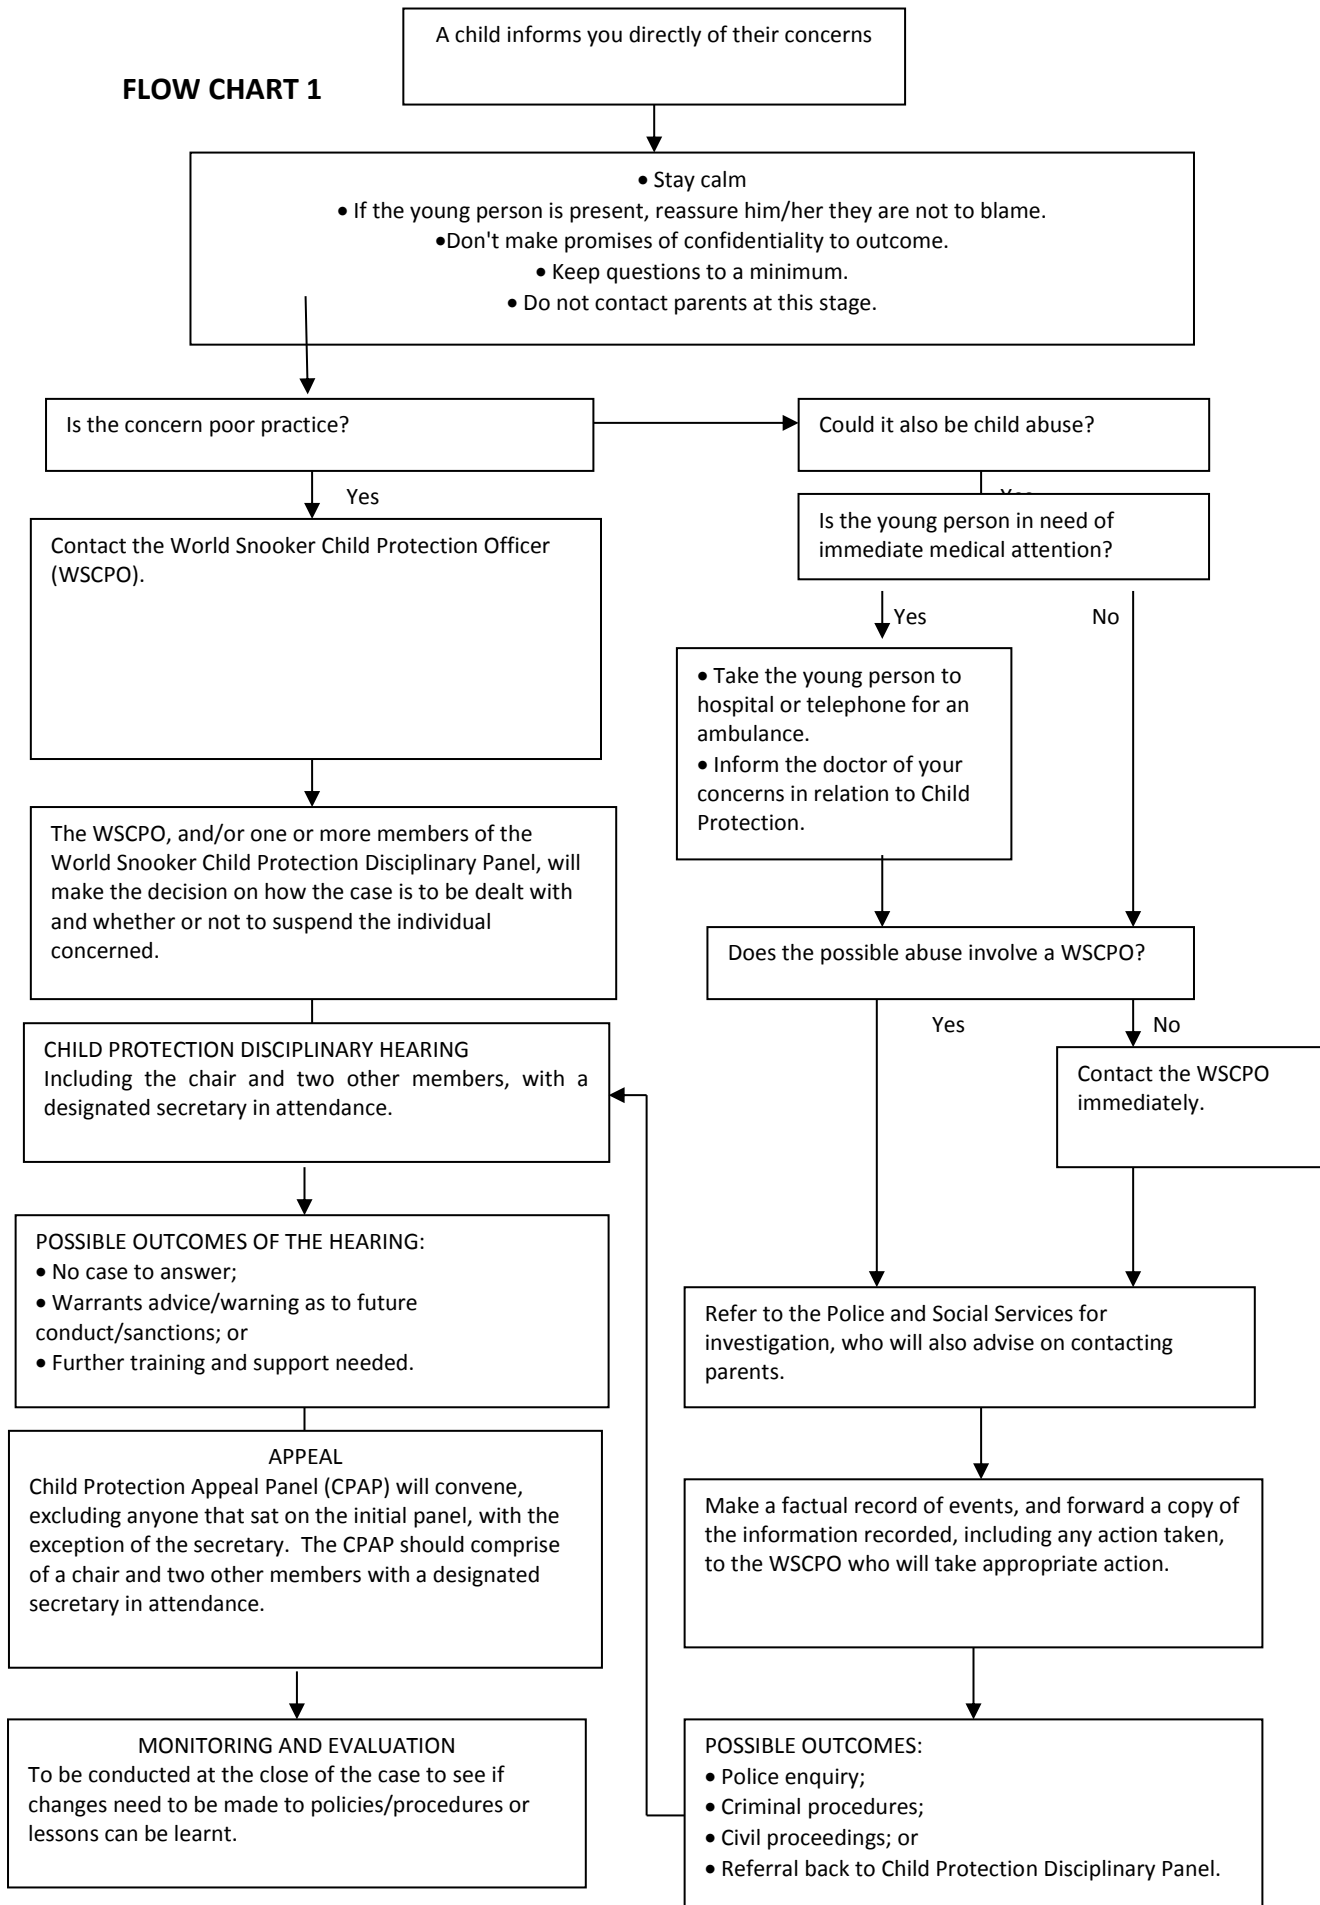 A child informs you directly of their concerns
FLOW CHART 1
• Stay calm
• If the young person is present, reassure him/her they are not to blame.
•Don't make promises of confidentiality to outcome.
• Keep questions to a minimum.
• Do not contact parents at this stage.
Is the concern poor practice?
Could it also be child abuse?
Yes
Contact the World Snooker Child Protection Officer
(WSCPO).
Is the young person in need of
immediate medical attention?
Yes
No
• Take the young person to
hospital or telephone for an
ambulance.
• Inform the doctor of your
concerns in relation to Child
Protection.
The WSCPO, and/or one or more members of the
World Snooker Child Protection Disciplinary Panel, will
make the decision on how the case is to be dealt with
and whether or not to suspend the individual
concerned.
Does the possible abuse involve a WSCPO?
Yes
No
Contact the WSCPO
immediately.
CHILD PROTECTION DISCIPLINARY HEARING
Including the chair and two other members, with a
designated secretary in attendance.
POSSIBLE OUTCOMES OF THE HEARING:
• No case to answer;
• Warrants advice/warning as to future
conduct/sanctions; or
• Further training and support needed.
Refer to the Police and Social Services for
investigation, who will also advise on contacting
parents.
APPEAL
Child Protection Appeal Panel (CPAP) will convene,
excluding anyone that sat on the initial panel, with the
exception of the secretary. The CPAP should comprise
of a chair and two other members with a designated
secretary in attendance.
Make a factual record of events, and forward a copy of
the information recorded, including any action taken,
to the WSCPO who will take appropriate action.
MONITORING AND EVALUATION
To be conducted at the close of the case to see if
changes need to be made to policies/procedures or
lessons can be learnt.
POSSIBLE OUTCOMES:
• Police enquiry;
• Criminal procedures;
• Civil proceedings; or
• Referral back to Child Protection Disciplinary Panel.